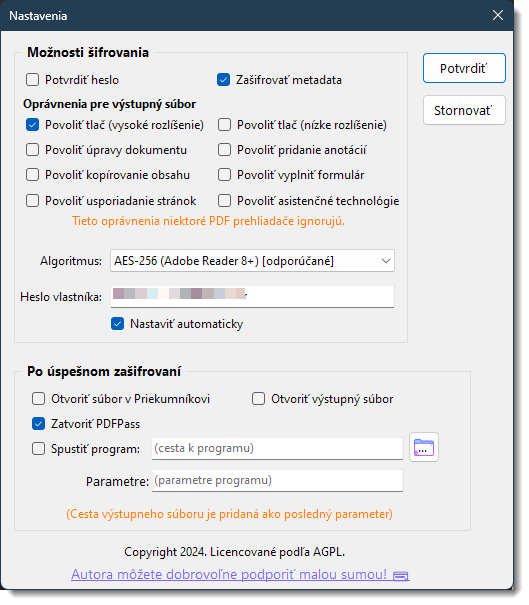 Nastavenia
Možnosti šifrovania
Potvrdiť heslo
Zašifrovať metadata
Potvrdiť
Stornovať
Oprávnenia pre výstupný súbor
Povoliť tlač (vysoké rozlíšenie)
Povoliť tlač (nízke rozlíšenie)
Povoliť úpravy dokumentu
Povoliť pridanie anotácií
Povoliť kopírovanie obsahu
Povoliť vyplniť formulár
Povoliť usporiadanie stránok
Povoliť asistenčné technológie
Tieto oprávnenia niektoré PDF prehliadače ignorujú.
Algoritmus:
AES-256 (Adobe Reader 8+) [odporúčané]
Heslo vlastníka:
Nastaviť automaticky
Po úspešnom zašifrovaní
Otvoriť súbor v Priekumníkovi
Otvoriť výstupný súbor
Zatvoriť PDFPass
Spustiť program:
(cesta k programu)
...
Parametre:
(parametre programu)
(Cesta výstupneho súboru je pridaná ako posledný parameter)
Copyright 2024. Licencované podľa AGPL.
Autora môžete dobrovoľne podporiť malou sumou!